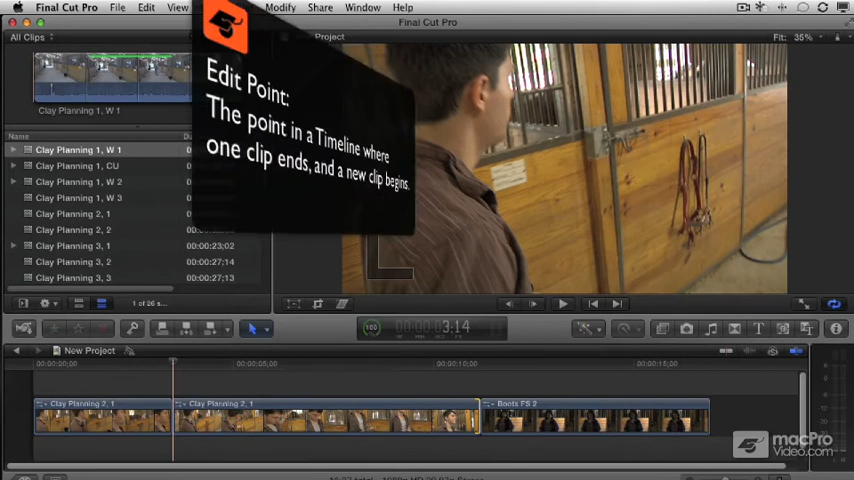 Final Cut Pro File Edit View Modify Share Window Help
Final Cut Pro
All Clips
Fit: 35%
Edit Point:
The point in a Timeline where
one clip ends, and a new clip begins.
Clay Planning 1, W 1
Name
Clay Planning 1, W 1
Clay Planning 1, CU
Clay Planning 1, W 2
Clay Planning 1, W 3
Clay Planning 2, 1
Clay Planning 2, 2
Clay Planning 3, 1 00:00:23:02
Clay Planning 3, 2 00:00:27:14
Clay Planning 3, 3 00:00:27:13
1 of 26 s...
100 00:00:03:14
New Project
00:00:00;00 00:00:05;00 00:00:10;00 00:00:15;00
Clay Planning 2, 1 Clay Planning 2, 1 Boots FS 2
macPro
Video.com